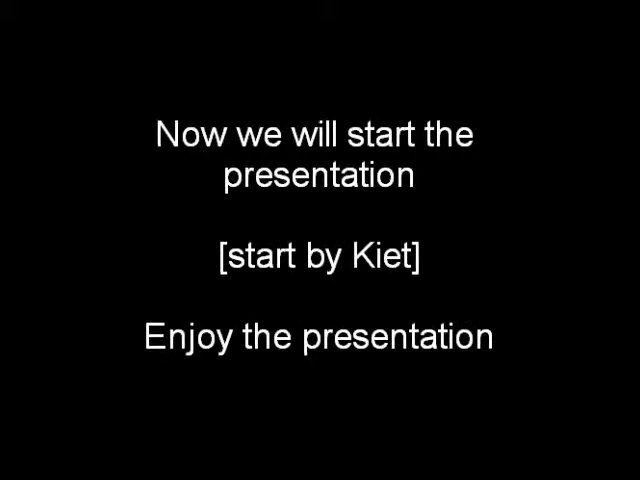 Now we will start the
presentation
[start by Kiet]
Enjoy the presentation